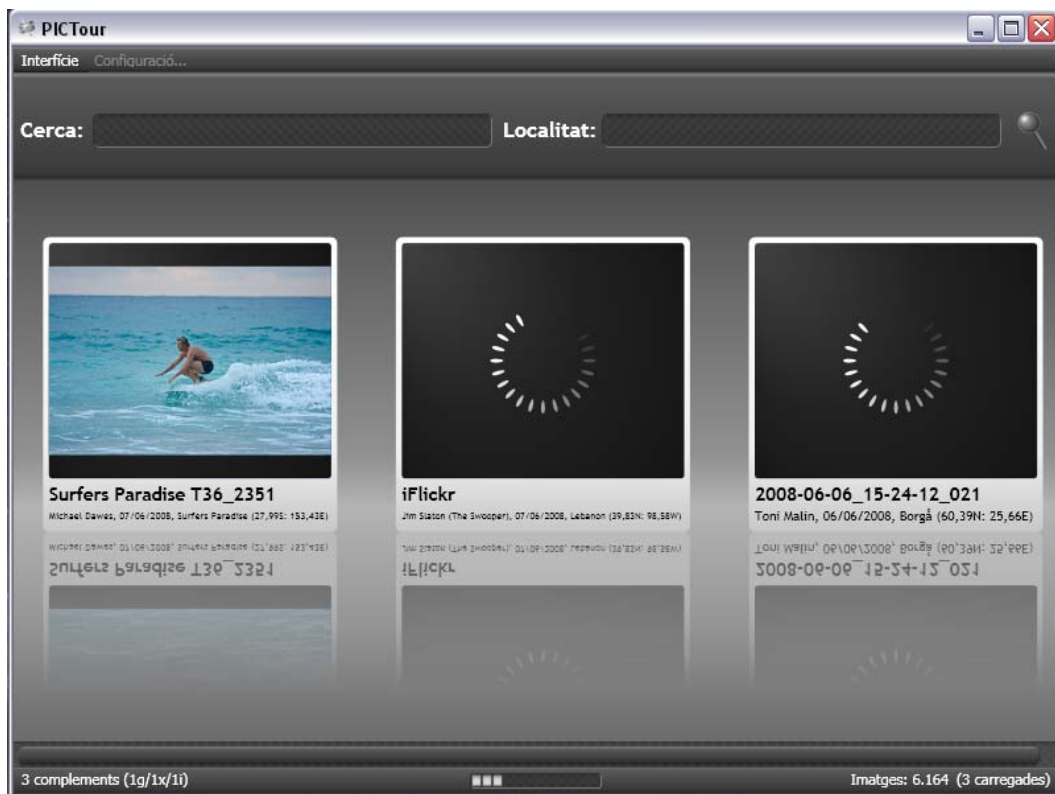 PICTour
Interfície Configuració...
Cerca: Localitat:
Surfers Paradise T36_2351
Michael Dawes, 07/06/2008, Surfers Paradise (27,99S: 153,43E)
iFlickr
Jim Slaton (The Swooper), 07/06/2008, Lebanon (39,83N: 98,58W)
2008-06-06_15-24-12_021
Toni Malin, 06/06/2008, Borgå (60,39N: 25,66E)
3 complements (1g/1x/1i)
Imatges: 6.164 (3 carregades)